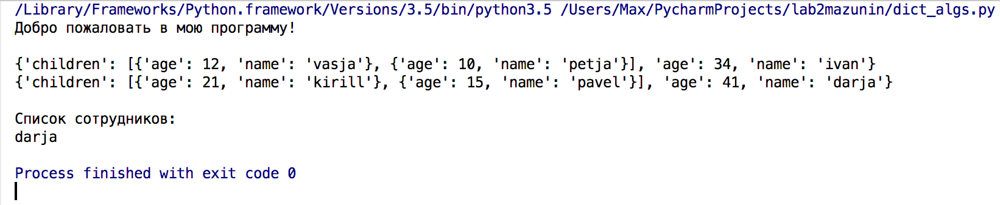 /Library/Frameworks/Python.framework/Versions/3.5/bin/python3.5 /Users/Max/PycharmProjects/lab2mazunin/dict_algs.py
Добро пожаловать в мою программу!
{'children': [{'age': 12, 'name': 'vasja'}, {'age': 10, 'name': 'petja'}], 'age': 34, 'name': 'ivan'}
{'children': [{'age': 21, 'name': 'kirill'}, {'age': 15, 'name': 'pavel'}], 'age': 41, 'name': 'darja'}
Список сотрудников:
darja
Process finished with exit code 0